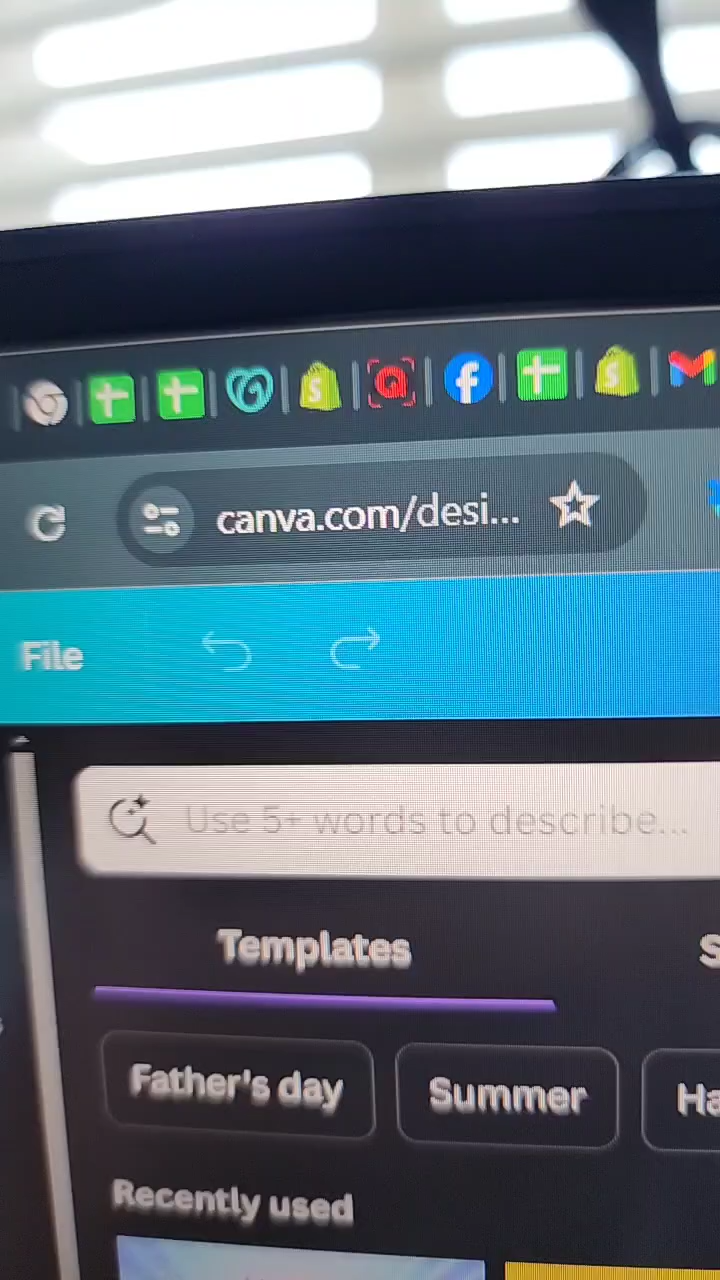 canva.com/desi...
File
Use 5+ words to describe...
Templates
Father's day
Summer
Recently used